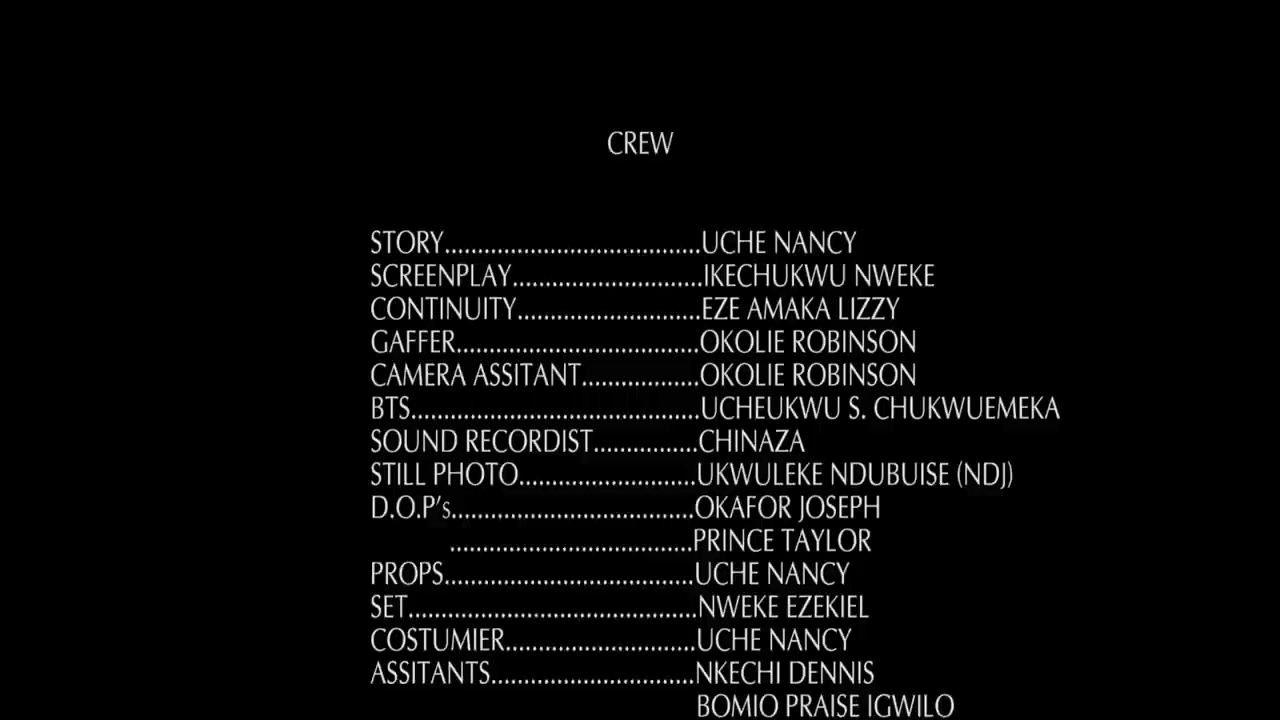 CREW
STORY.......................................UCHE NANCY
SCREENPLAY.............................IKECHUKWU NWEKE
CONTINUITY............................EZE AMAKA LIZZY
GAFFER.....................................OKOLIE ROBINSON
CAMERA ASSITANT..................OKOLIE ROBINSON
BTS............................................UCHEUKWU S. CHUKWUEMEKA
SOUND RECORDIST................CHINAZA
STILL PHOTO...........................UKWULEKE NDUBUISE (NDJ)
D.O.P's.....................................OKAFOR JOSEPH
.....................................PRINCE TAYLOR
PROPS......................................UCHE NANCY
SET............................................NWEKE EZEKIEL
COSTUMIER.............................UCHE NANCY
ASSITANTS...............................NKECHI DENNIS
BOMIO PRAISE IGWILO